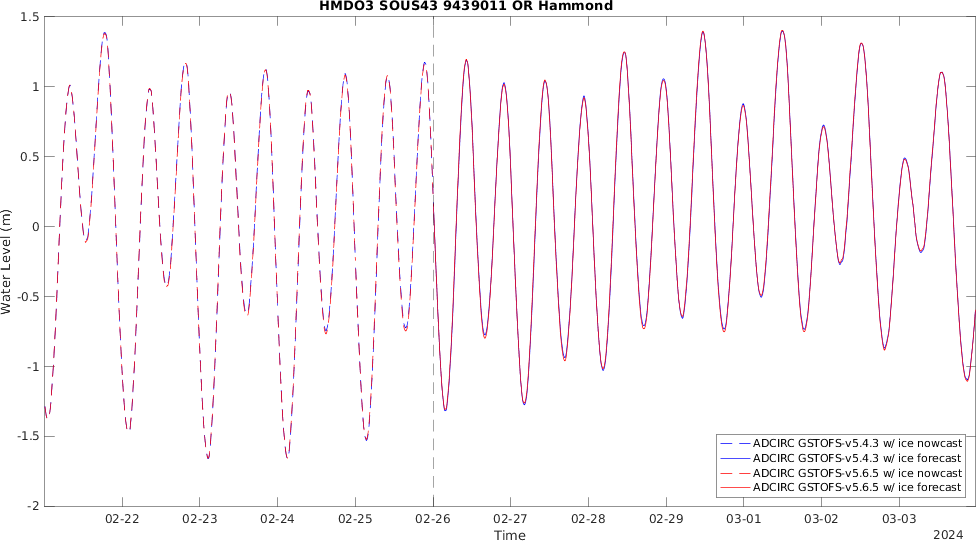 HMDO3 SOUS43 9439011 OR Hammond
1.5
1
0.5
0
-0.5
-1
-1.5
-2
Water Level (m)
ADCIRC GSTOFS-v5.4.3 w/ ice nowcast
ADCIRC GSTOFS-v5.4.3 w/ ice forecast
ADCIRC GSTOFS-v5.6.5 w/ ice nowcast
ADCIRC GSTOFS-v5.6.5 w/ ice forecast
02-22 02-23 02-24 02-25 02-26 02-27 02-28 02-29 03-01 03-02 03-03
Time
2024